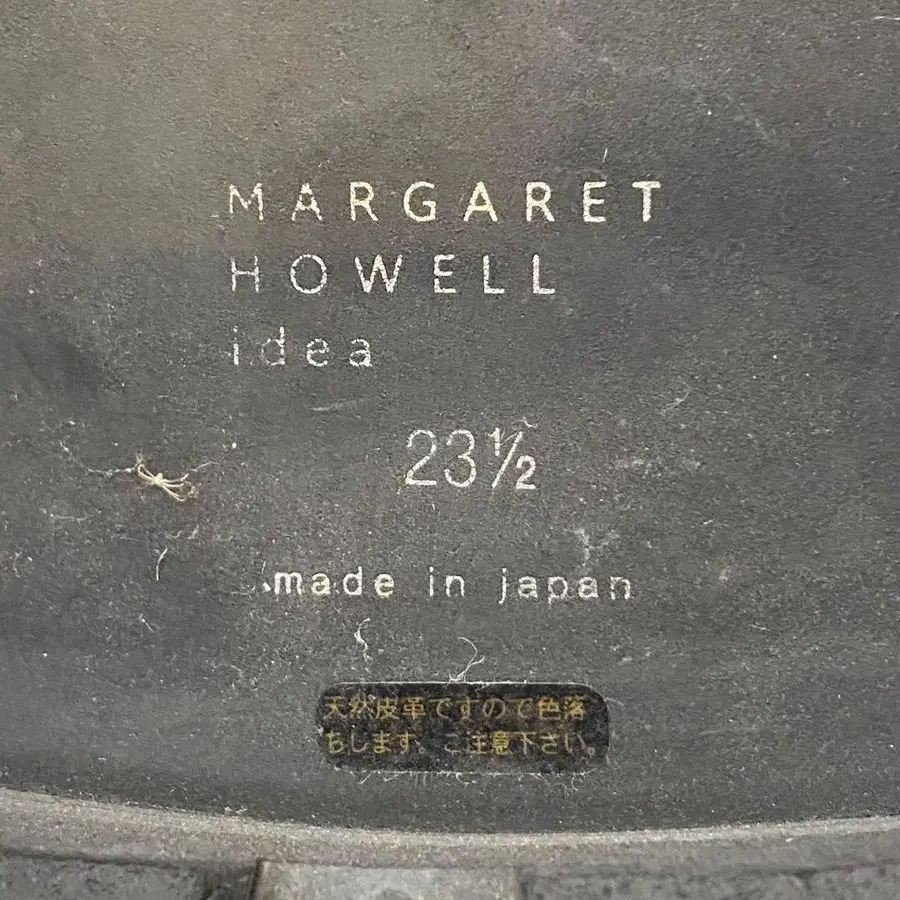 MARGARET
HOWELL
idea
23½
made in japan
天然皮革ですので色落
ちします、ご注意下さい。